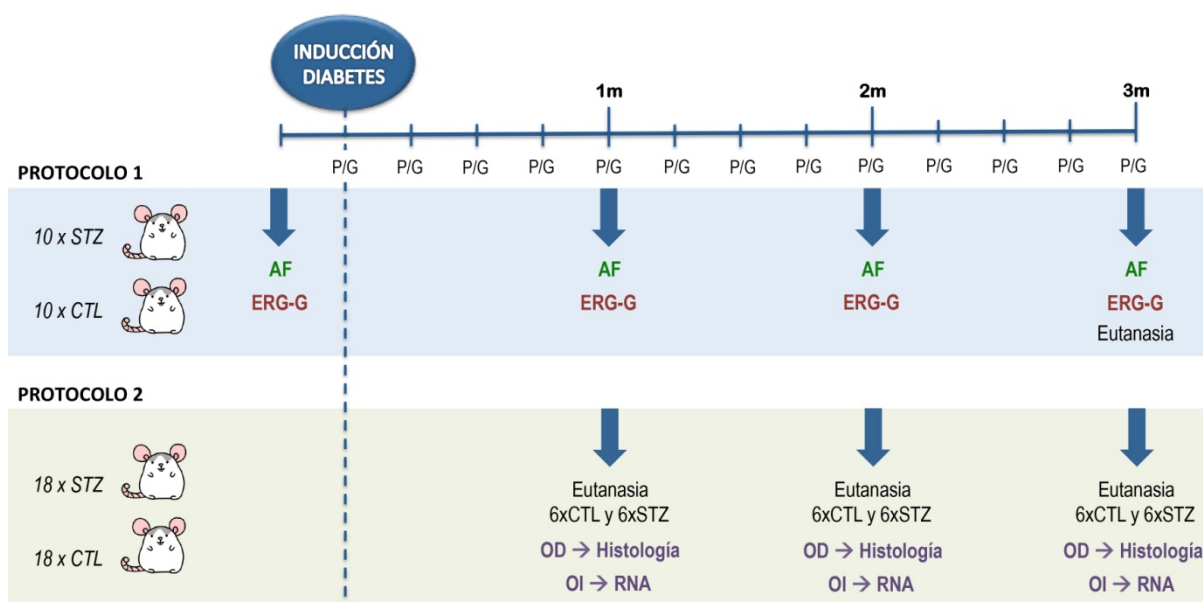 INDUCCIÓN
DIABETES
1m 2m 3m
P/G P/G P/G P/G P/G P/G P/G P/G P/G P/G P/G P/G P/G
PROTOCOLO 1
10 x STZ
AF AF AF AF
10 x CTL ERG-G ERG-G ERG-G ERG-G
Eutanasia
PROTOCOLO 2
18 x STZ
Eutanasia Eutanasia Eutanasia
6xCTL y 6xSTZ 6xCTL y 6xSTZ 6xCTL y 6xSTZ
18 x CTL
OD → Histología OD → Histología OD → Histología
OI → RNA OI → RNA OI → RNA